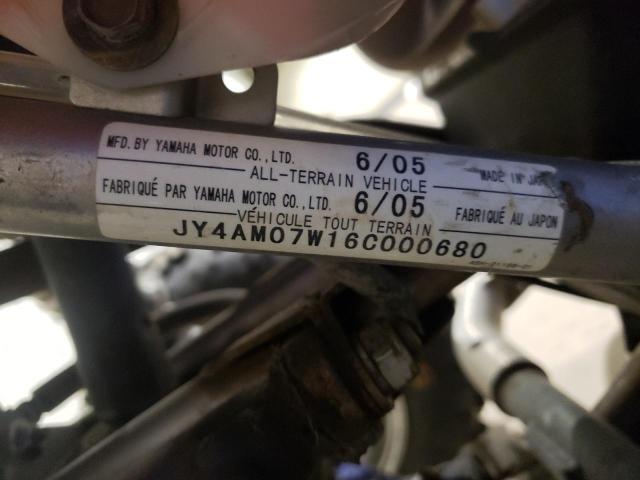 MFD. BY YAMAHA MOTOR CO., LTD. 6/05 MADE IN
ALL-TERRAIN VEHICLE
FABRIQUÉ PAR YAMAHA MOTOR CO., LTD. 6/05 FABRIQUÉ AU JAPON
VÉHICULE TOUT TERRAIN
JY4AM07W16C000680